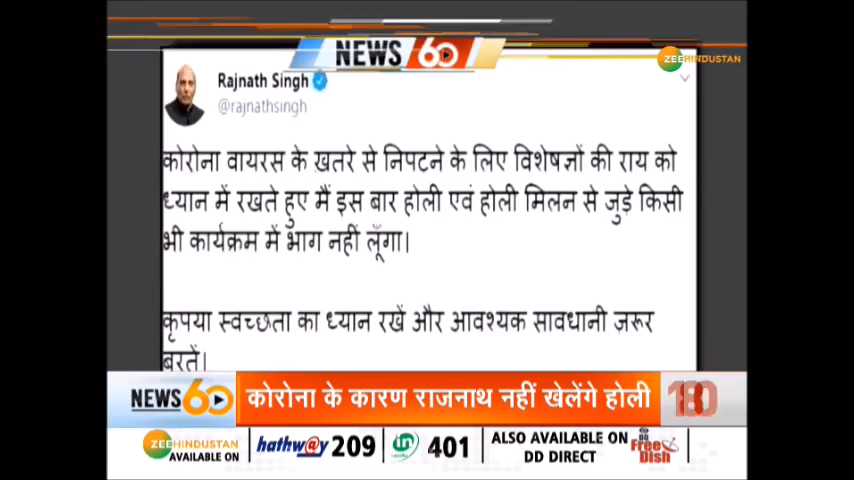 NEWS 60
ZEE HINDUSTAN
Rajnath Singh
@rajnathsingh
कोरोना वायरस के ख़तरे से निपटने के लिए विशेषज्ञों की राय को
ध्यान में रखते हुए मैं इस बार होली एवं होली मिलन से जुड़े किसी
भी कार्यक्रम में भाग नहीं लूँगा।
कृपया स्वच्छता का ध्यान रखें और आवश्यक सावधानी ज़रूर
बरतें।
NEWS 60
कोरोना के कारण राजनाथ नहीं खेलेंगे होली
ZEE HINDUSTAN
AVAILABLE ON
hathw@y 209
in 401
ALSO AVAILABLE ON
DD DIRECT
DD
Free Dish